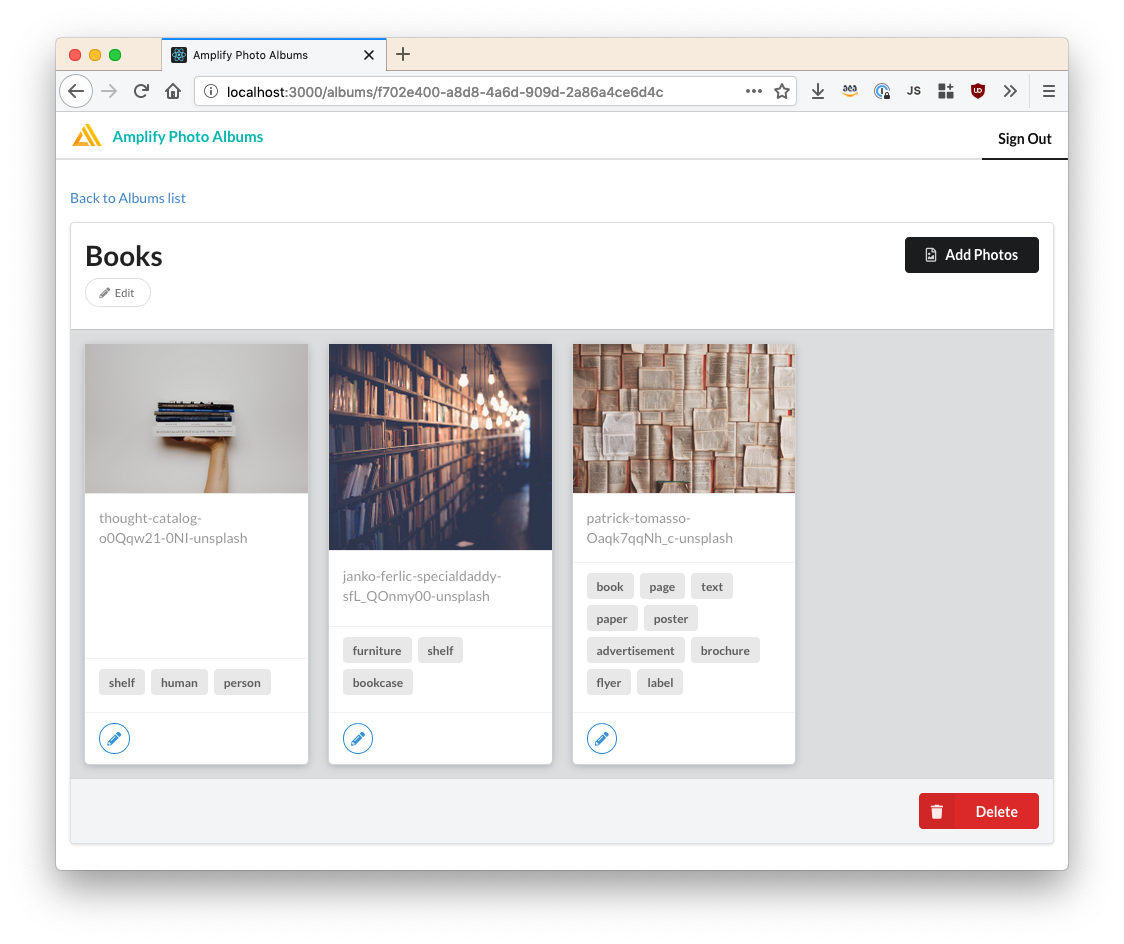 Amplify Photo Albums
localhost:3000/albums/f702e400-a8d8-4a6d-909d-2a86a4ce6d4c
aea
JS
UD
Amplify Photo Albums
Sign Out
Back to Albums list
Books
Add Photos
Edit
thought-catalog-
o0Qqw21-0NI-unsplash
shelf human person
janko-ferlic-specialdaddy-
sfL_QOnmy00-unsplash
furniture shelf
bookcase
patrick-tomasso-
Oaqk7qqNh_c-unsplash
book page text
paper poster
advertisement brochure
flyer label
Delete